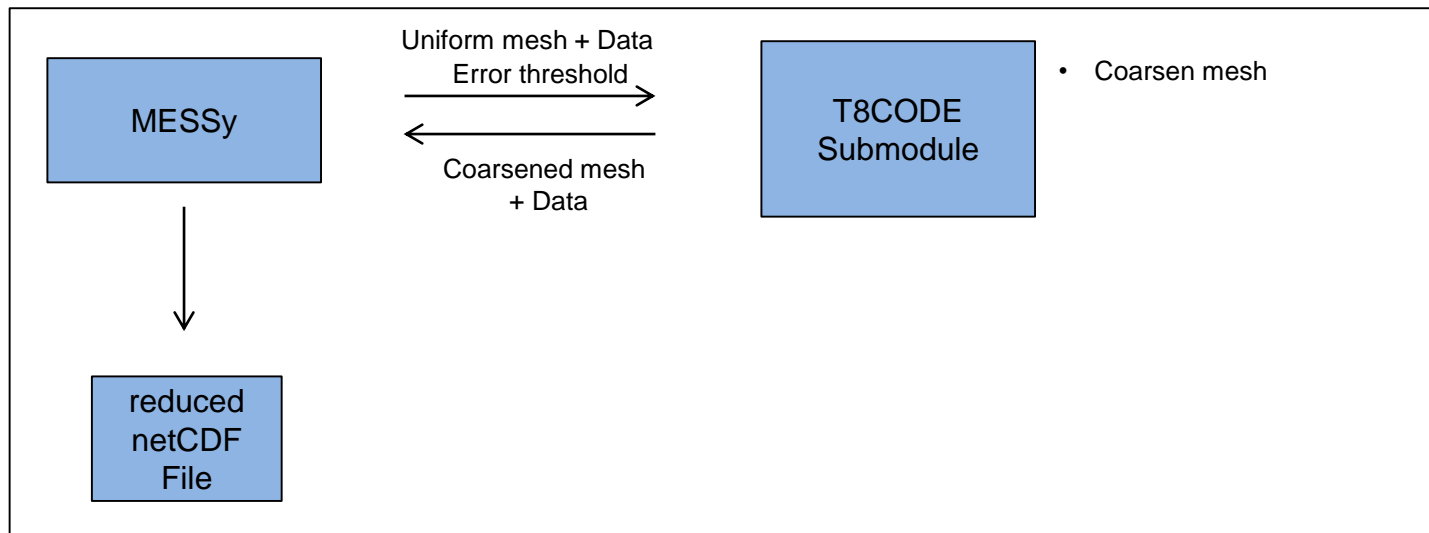 Uniform mesh + Data
Error threshold
MESSy
Coarsened mesh
+ Data
T8CODE
Submodule
• Coarsen mesh
reduced
netCDF
File